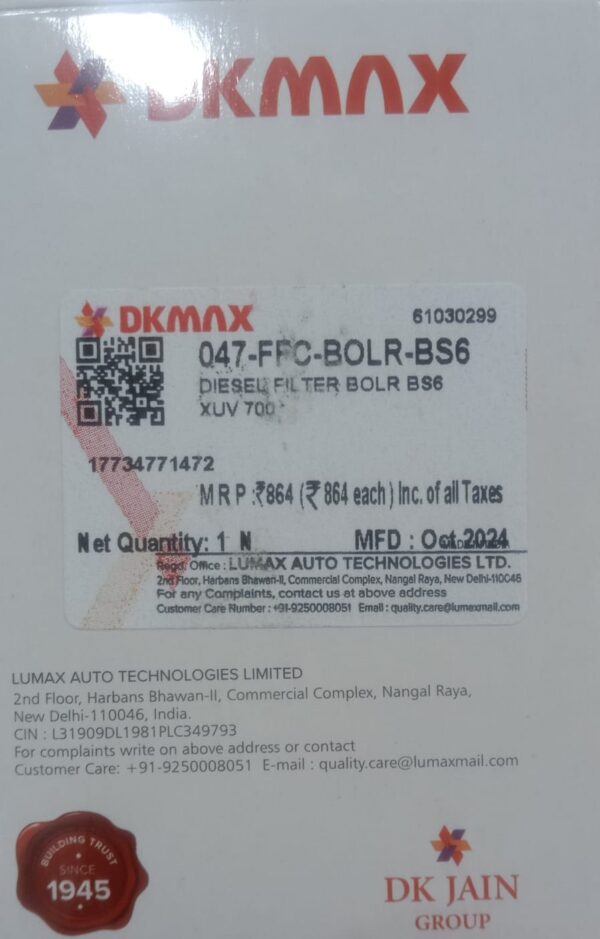 DKMAX
DKMAX
61030299
047-FFC-BOLR-BS6
DIESEL FILTER BOLR BS6
XUV 700
17734771472
MRP :₹864 (₹ 864 each) Inc. of all Taxes
Net Quantity: 1 N
MFD : Oct 2024
Regd. Office : LUMAX AUTO TECHNOLOGIES LTD.
2nd Floor, Harbans Bhawan-II, Commercial Complex, Nangal Raya, New Delhi-110046
For any Complaints, contact us at above address
Customer Care Number : +91-9250008051 Email : quality.care@lumaxmail.com
LUMAX AUTO TECHNOLOGIES LIMITED
2nd Floor, Harbans Bhawan-II, Commercial Complex, Nangal Raya,
New Delhi-110046, India.
CIN : L31909DL1981PLC349793
For complaints write on above address or contact
Customer Care: +91-9250008051 E-mail : quality.care@lumaxmail.com
BUILDING TRUST
SINCE
1945
DK JAIN
GROUP